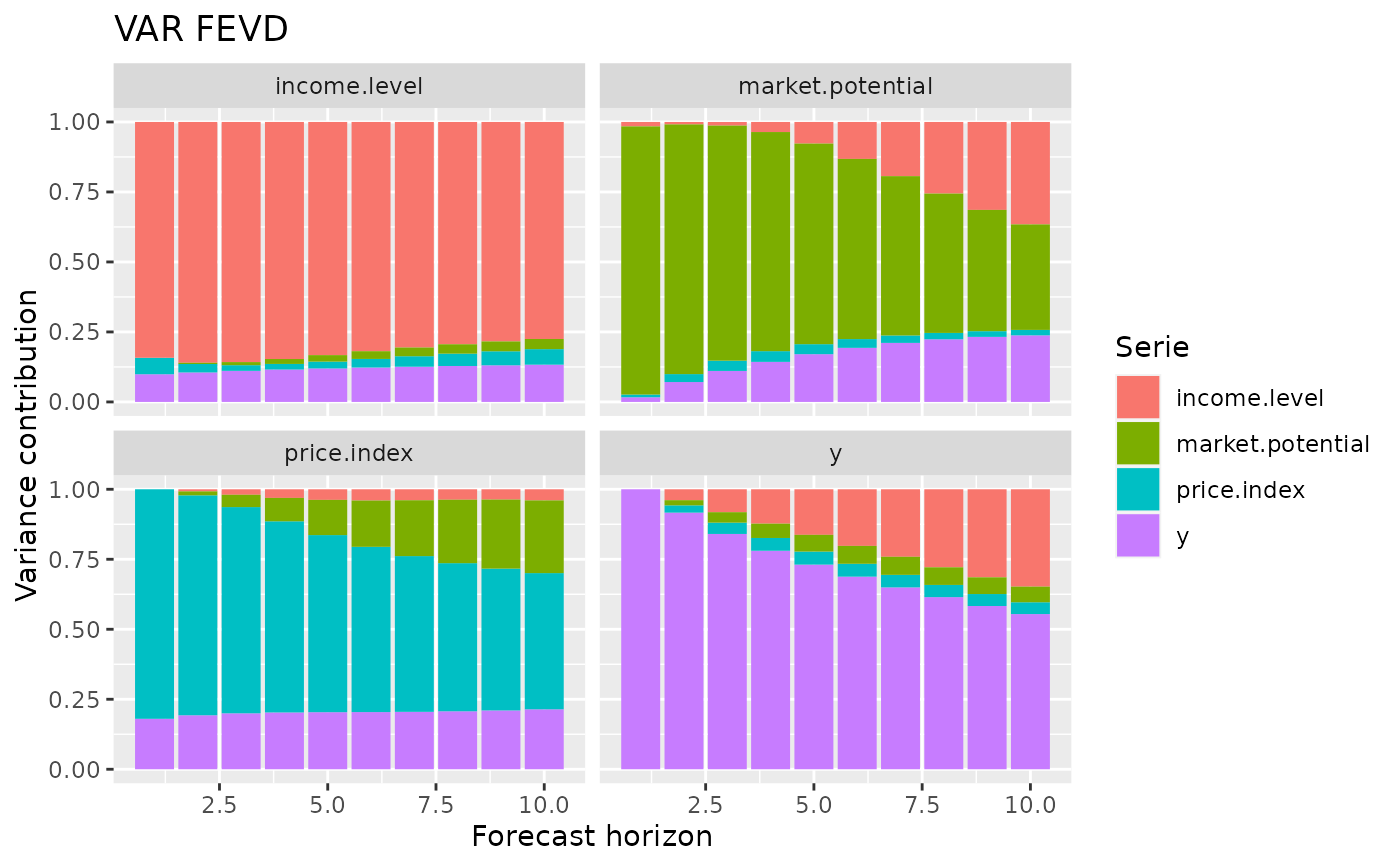 VAR FEVD
income.level
market.potential
1.00
0.75
0.50
0.25
0.00
price.index
y
1.00
0.75
0.50
0.25
0.00
2.5 5.0 7.5 10.0
2.5 5.0 7.5 10.0
Forecast horizon
Variance contribution
Serie
income.level
market.potential
price.index
y